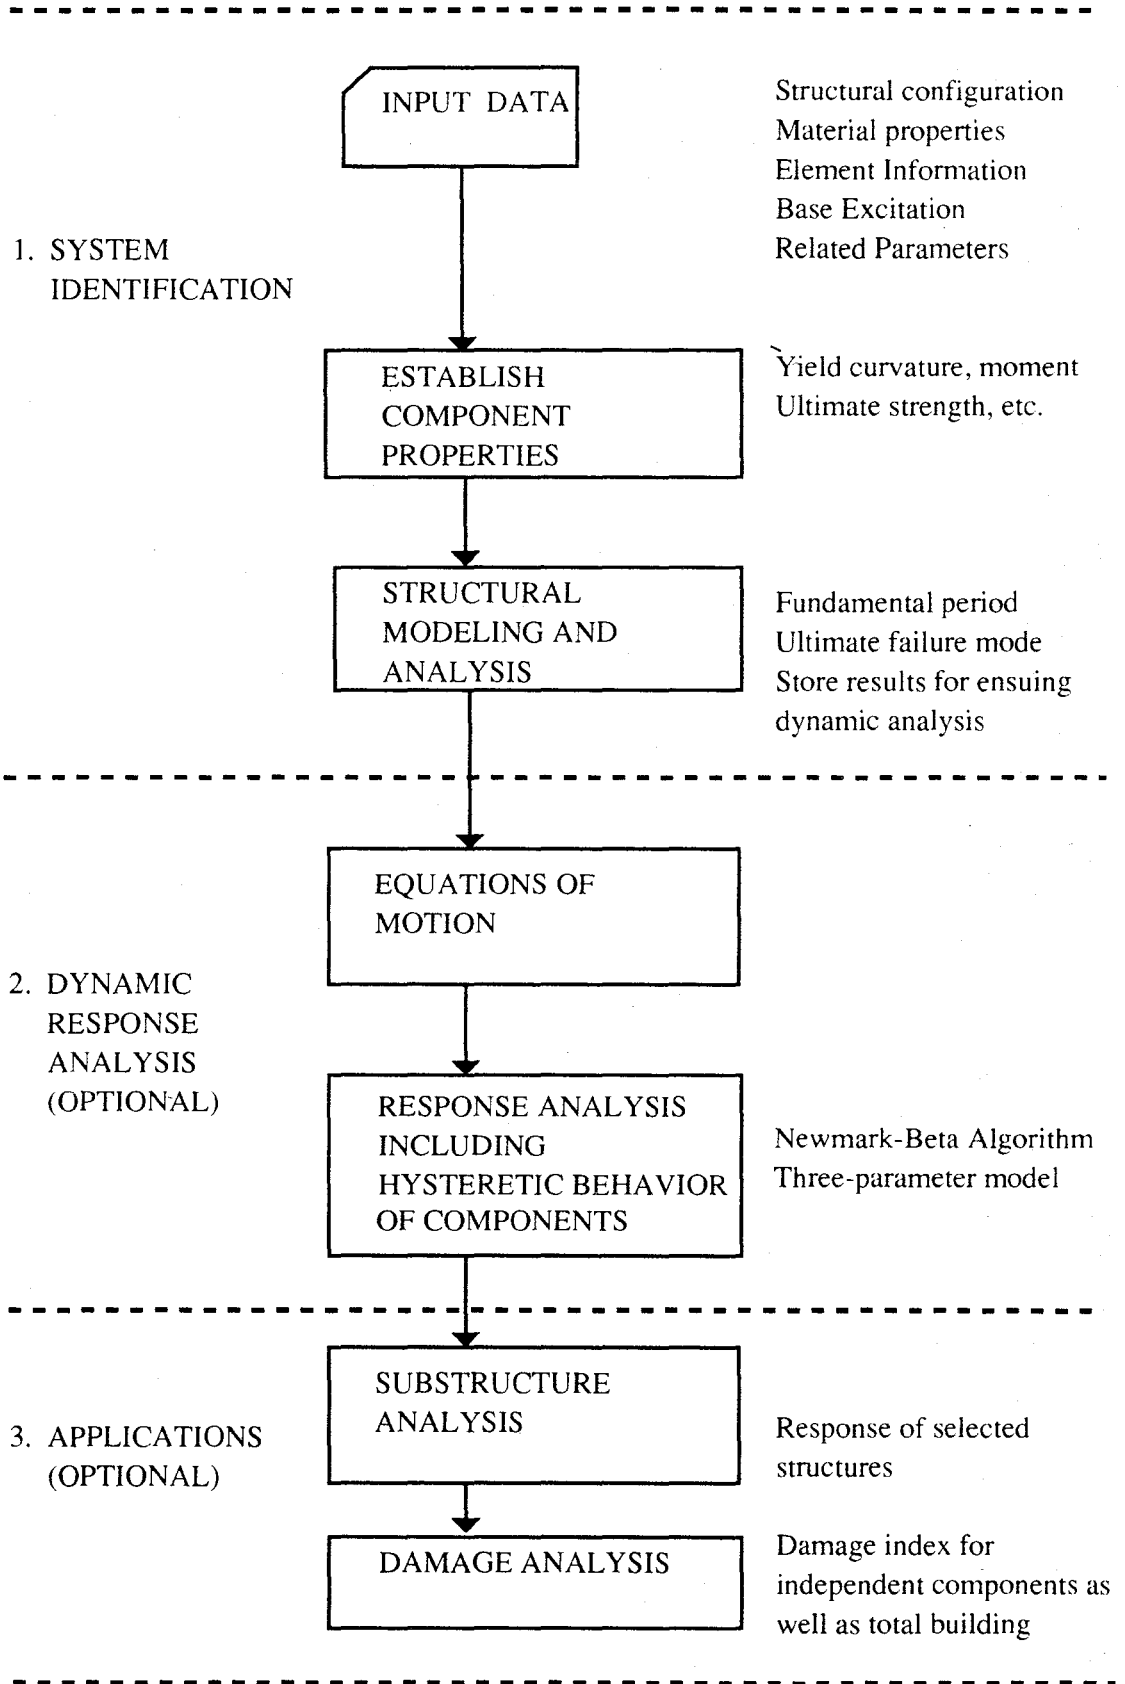 INPUT DATA
Structural configuration
Material properties
Element Information
Base Excitation
Related Parameters
1. SYSTEM
IDENTIFICATION
ESTABLISH
COMPONENT
PROPERTIES
Yield curvature, moment
Ultimate strength, etc.
STRUCTURAL
MODELING AND
ANALYSIS
Fundamental period
Ultimate failure mode
Store results for ensuing
dynamic analysis
EQUATIONS OF
MOTION
2. DYNAMIC
RESPONSE
ANALYSIS
(OPTIONAL)
RESPONSE ANALYSIS
INCLUDING
HYSTERETIC BEHAVIOR
OF COMPONENTS
Newmark-Beta Algorithm
Three-parameter model
SUBSTRUCTURE
ANALYSIS
3. APPLICATIONS
(OPTIONAL)
Response of selected
structures
DAMAGE ANALYSIS
Damage index for
independent components as
well as total building